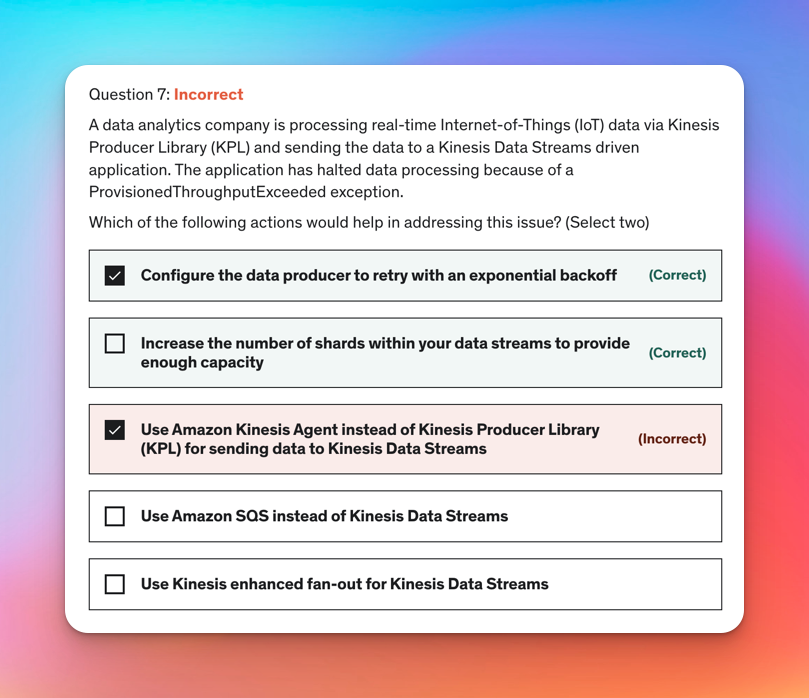 Question 7: Incorrect
A data analytics company is processing real-time Internet-of-Things (IoT) data via Kinesis
Producer Library (KPL) and sending the data to a Kinesis Data Streams driven
application. The application has halted data processing because of a
ProvisionedThroughputExceeded exception.
Which of the following actions would help in addressing this issue? (Select two)
Configure the data producer to retry with an exponential backoff (Correct)
Increase the number of shards within your data streams to provide
enough capacity
(Correct)
Use Amazon Kinesis Agent instead of Kinesis Producer Library
(KPL) for sending data to Kinesis Data Streams
(Incorrect)
Use Amazon SQS instead of Kinesis Data Streams
Use Kinesis enhanced fan-out for Kinesis Data Streams